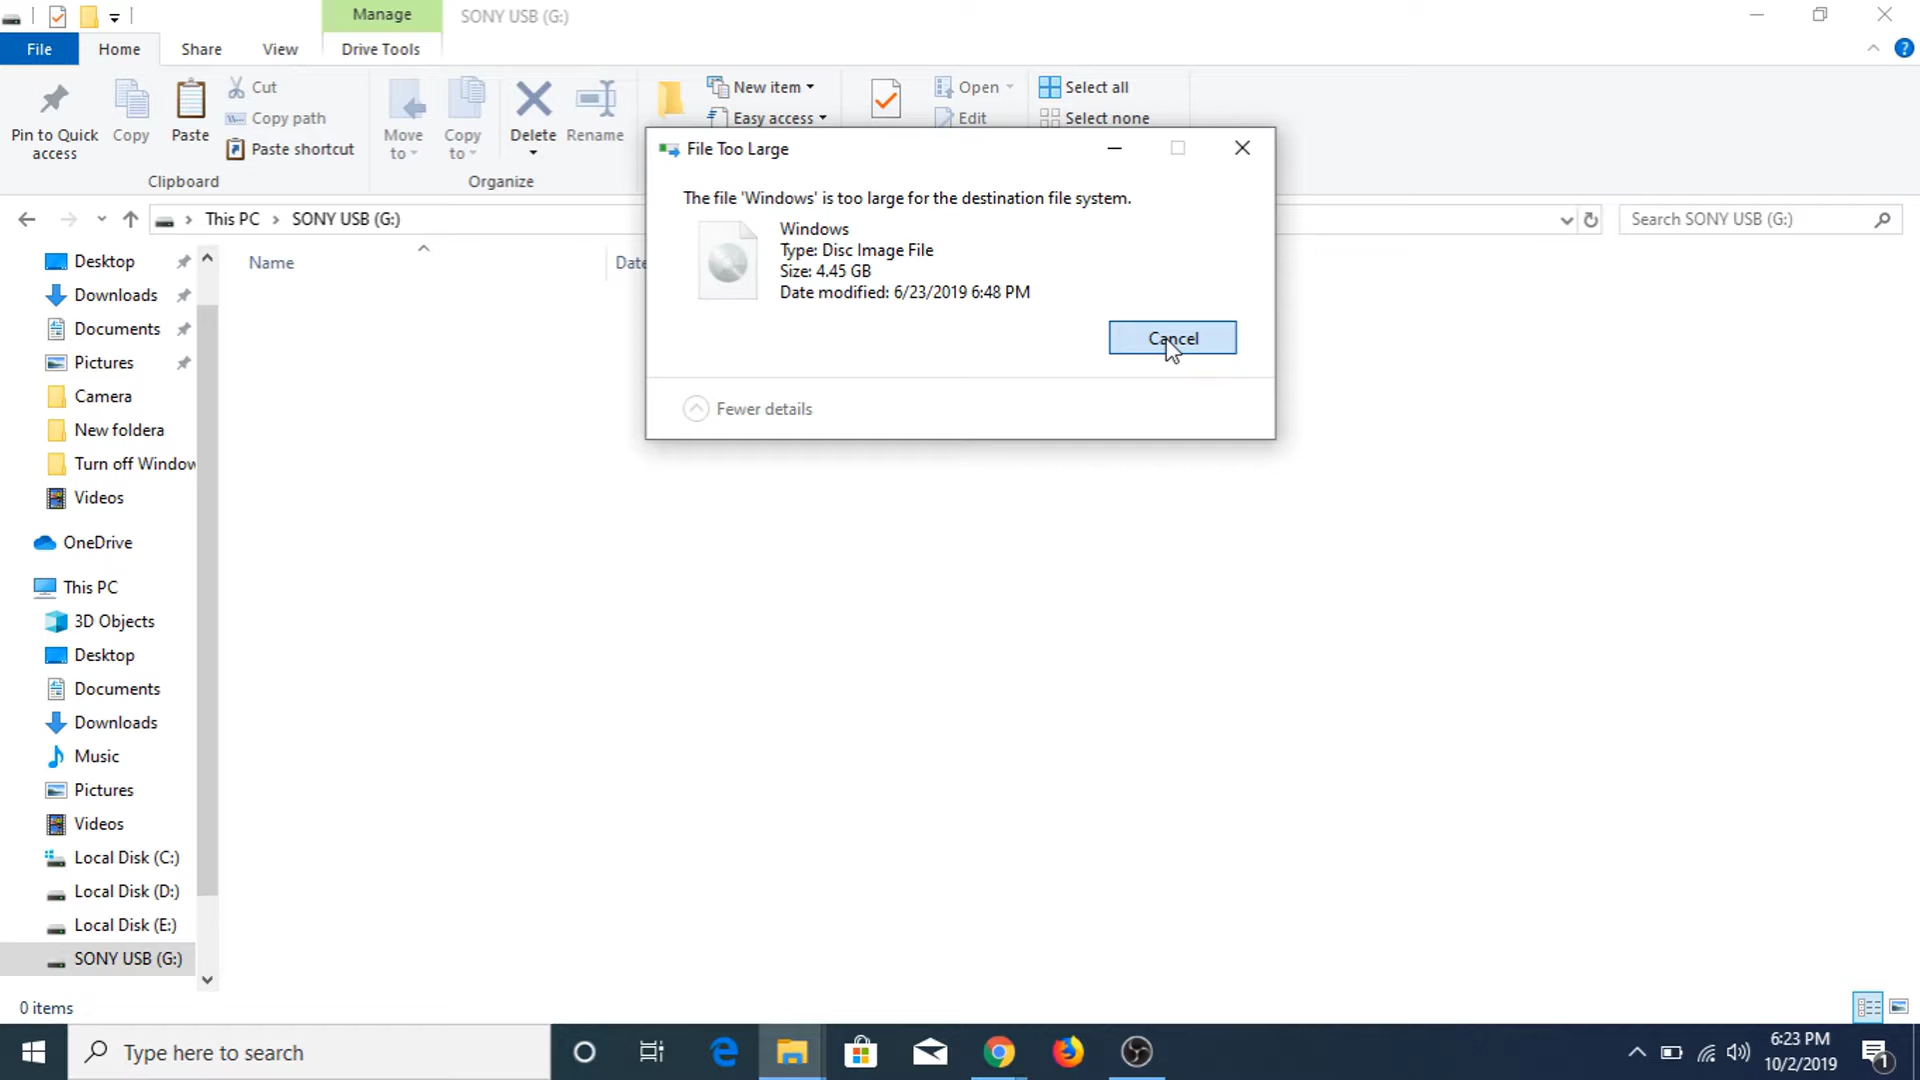 Manage
SONY USB (G:)
File
Home
Share
View
Drive Tools
Pin to Quick access
Copy
Paste
Cut
Copy path
Paste shortcut
Clipboard
Move to
Copy to
Delete
Rename
Organize
New item
Easy access
Open
Edit
Select all
Select none
This PC
SONY USB (G:)
Search SONY USB (G:)
Name
Date
File Too Large
The file 'Windows' is too large for the destination file system.
Windows
Type: Disc Image File
Size: 4.45 GB
Date modified: 6/23/2019 6:48 PM
Cancel
Fewer details
Desktop
Downloads
Documents
Pictures
Camera
New foldera
Turn off Window
Videos
OneDrive
This PC
3D Objects
Desktop
Documents
Downloads
Music
Pictures
Videos
Local Disk (C:)
Local Disk (D:)
Local Disk (E:)
SONY USB (G:)
0 items
Type here to search
6:23 PM
10/2/2019
1